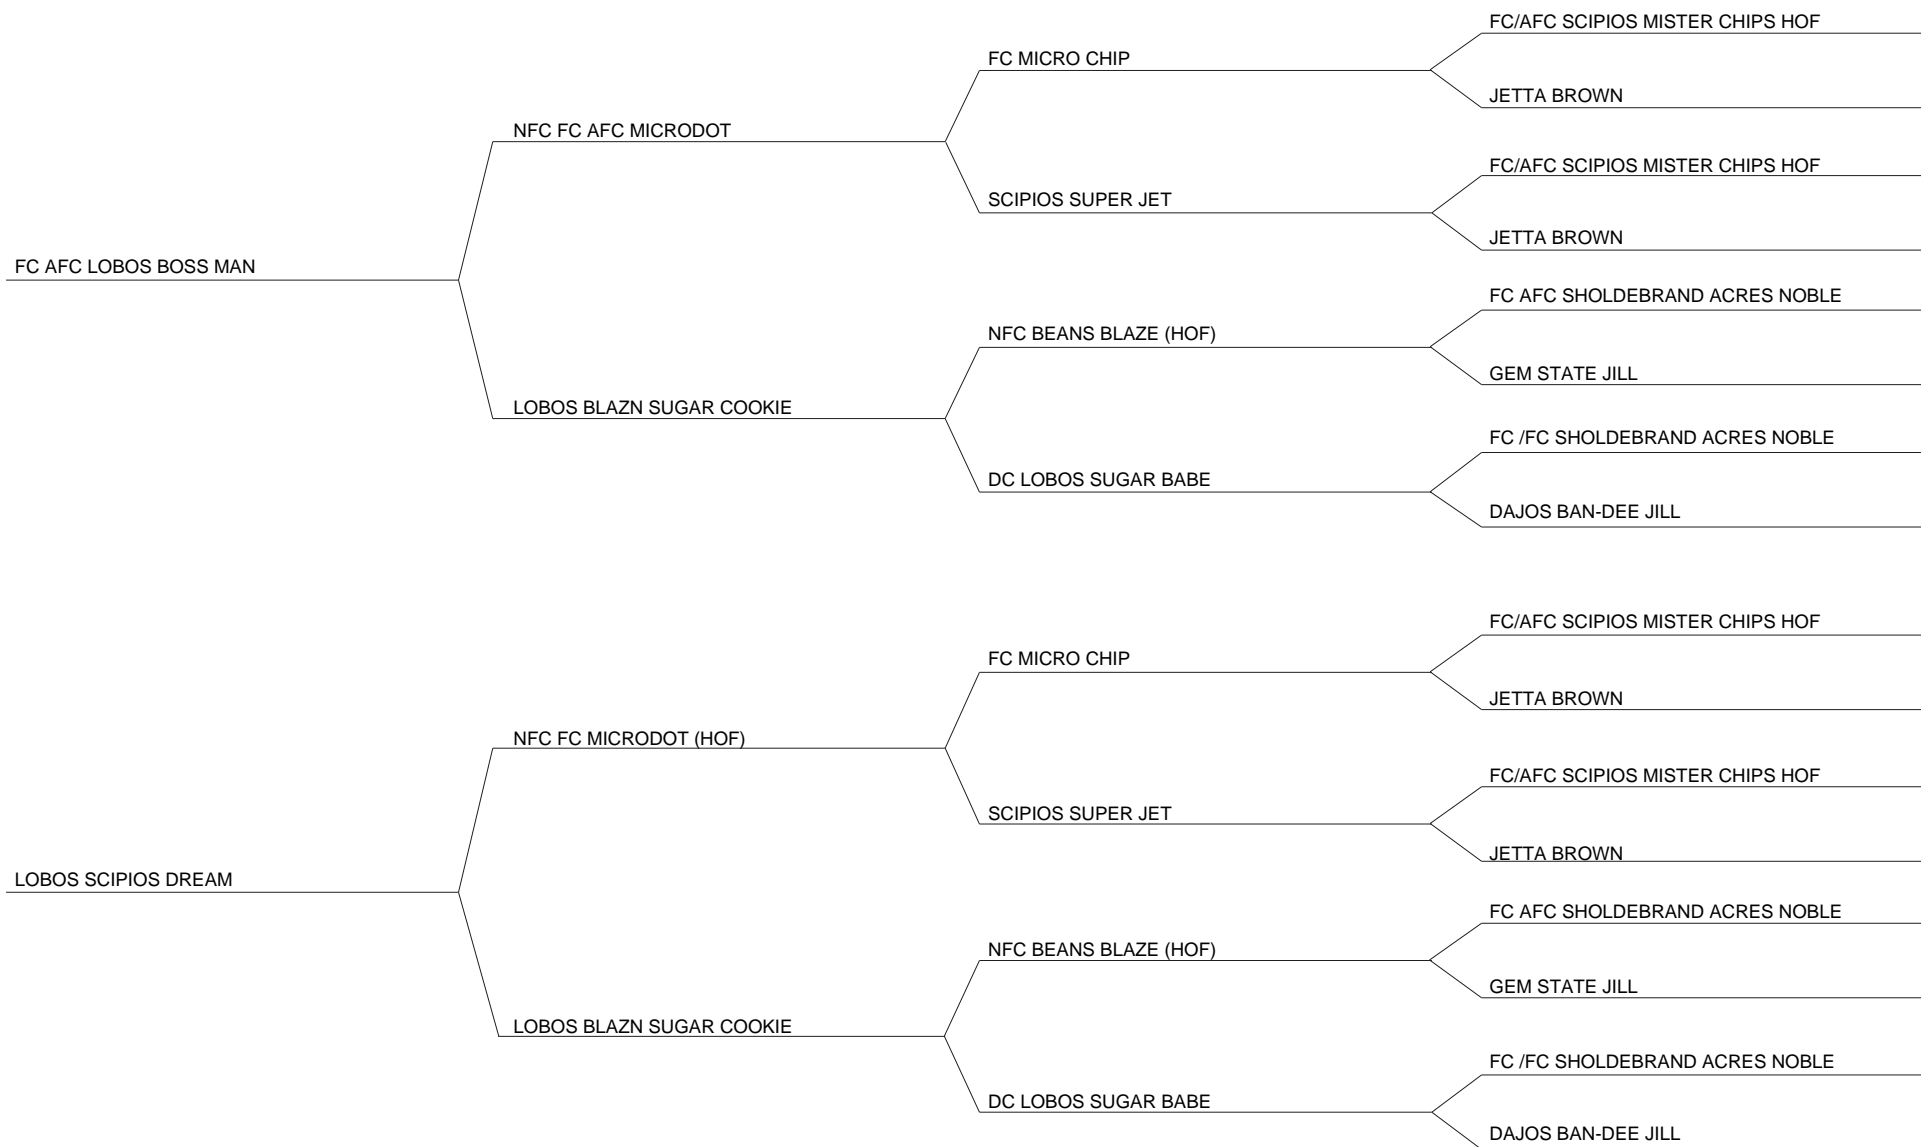 FC/AFC SCIPIOS MISTER CHIPS HOF
FC MICRO CHIP
JETTA BROWN
NFC FC AFC MICRODOT
FC/AFC SCIPIOS MISTER CHIPS HOF
SCIPIOS SUPER JET
JETTA BROWN
FC AFC LOBOS BOSS MAN
FC AFC SHOLDEBRAND ACRES NOBLE
NFC BEANS BLAZE (HOF)
GEM STATE JILL
LOBOS BLAZN SUGAR COOKIE
FC /FC SHOLDEBRAND ACRES NOBLE
DC LOBOS SUGAR BABE
DAJOS BAN-DEE JILL
FC/AFC SCIPIOS MISTER CHIPS HOF
FC MICRO CHIP
JETTA BROWN
NFC FC MICRODOT (HOF)
FC/AFC SCIPIOS MISTER CHIPS HOF
SCIPIOS SUPER JET
JETTA BROWN
LOBOS SCIPIOS DREAM
FC AFC SHOLDEBRAND ACRES NOBLE
NFC BEANS BLAZE (HOF)
GEM STATE JILL
LOBOS BLAZN SUGAR COOKIE
FC /FC SHOLDEBRAND ACRES NOBLE
DC LOBOS SUGAR BABE
DAJOS BAN-DEE JILL